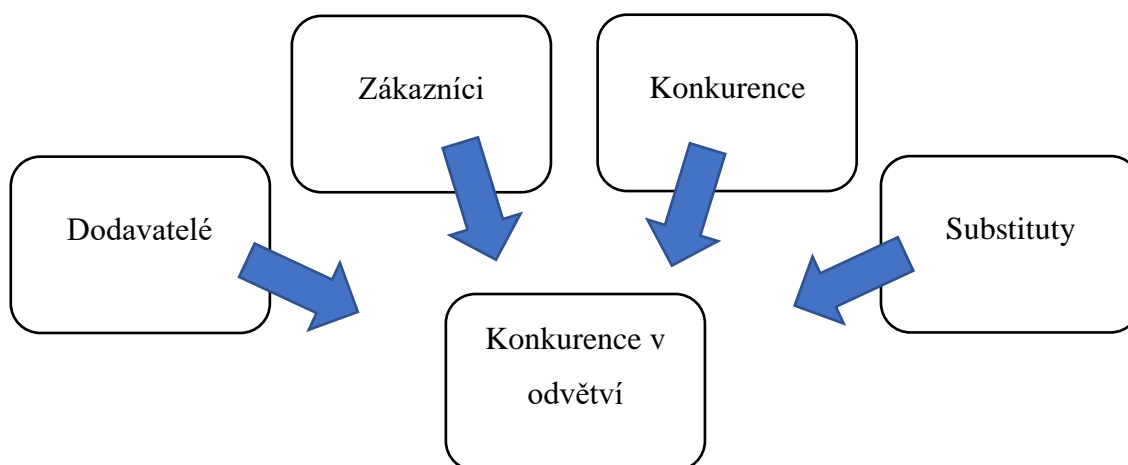 Zákazníci
Konkurence
Dodavatelé
Substituty
Konkurence v
odvětví